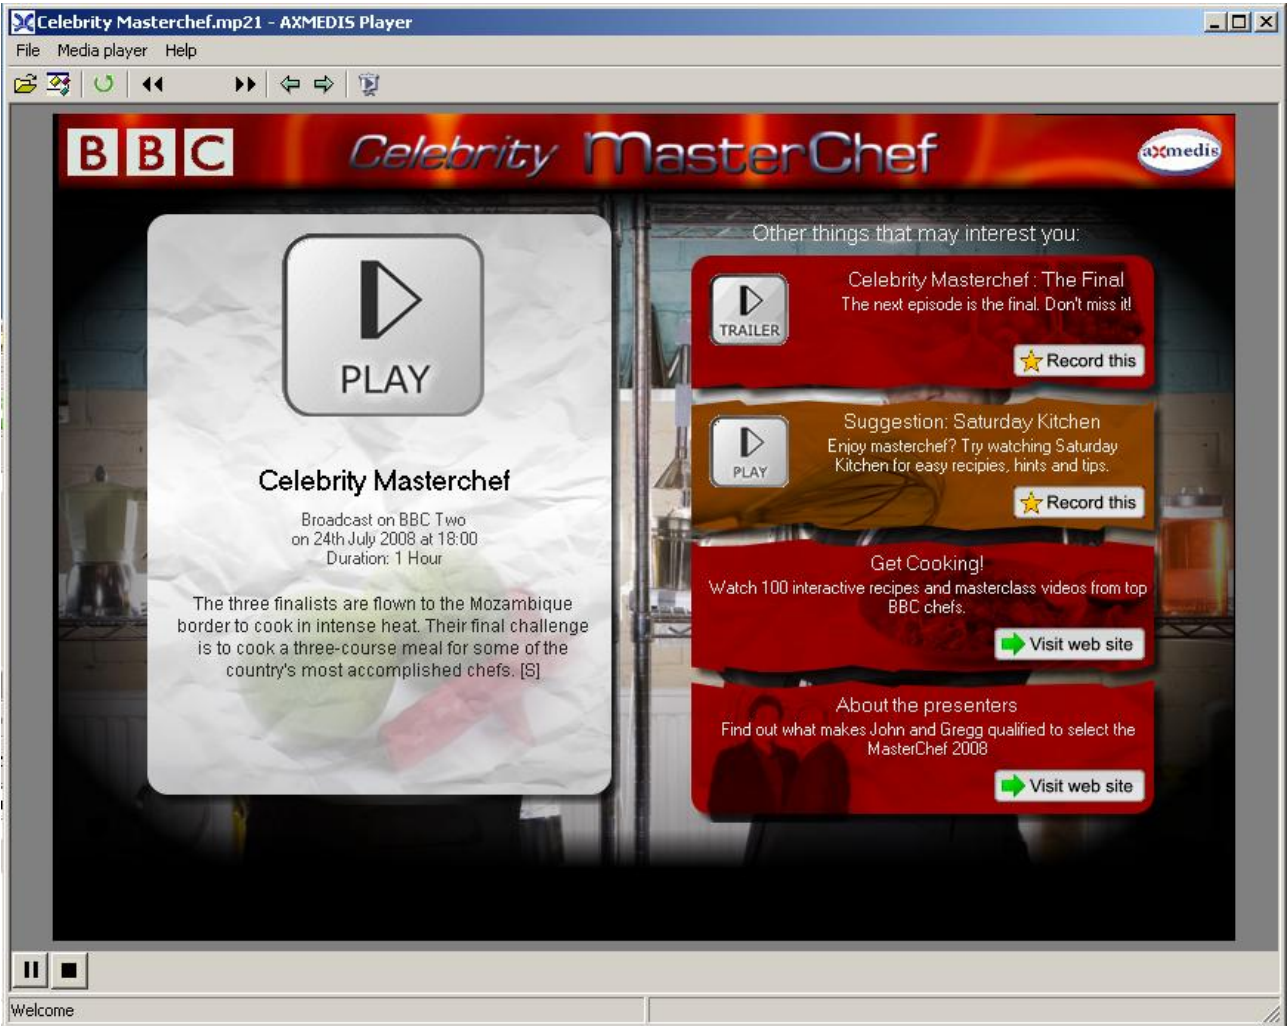 Celebrity Masterchef.mp21 - AXMEDIS Player
File Media player Help
BBC Celebrity MasterChef axmedis
PLAY
Celebrity Masterchef
Broadcast on BBC Two
on 24th July 2008 at 18:00
Duration: 1 Hour
The three finalists are flown to the Mozambique
border to cook in intense heat. Their final challenge
is to cook a three-course meal for some of the
country's most accomplished chefs. [S]
Other things that may interest you:
TRAILER
Celebrity Masterchef : The Final
The next episode is the final. Don't miss it!
Record this
PLAY
Suggestion: Saturday Kitchen
Enjoy masterchef? Try watching Saturday
Kitchen for easy recipies, hints and tips.
Record this
Get Cooking!
Watch 100 interactive recipes and masterclass videos from top
BBC chefs.
Visit web site
About the presenters
Find out what makes John and Gregg qualified to select the
MasterChef 2008
Visit web site
Welcome